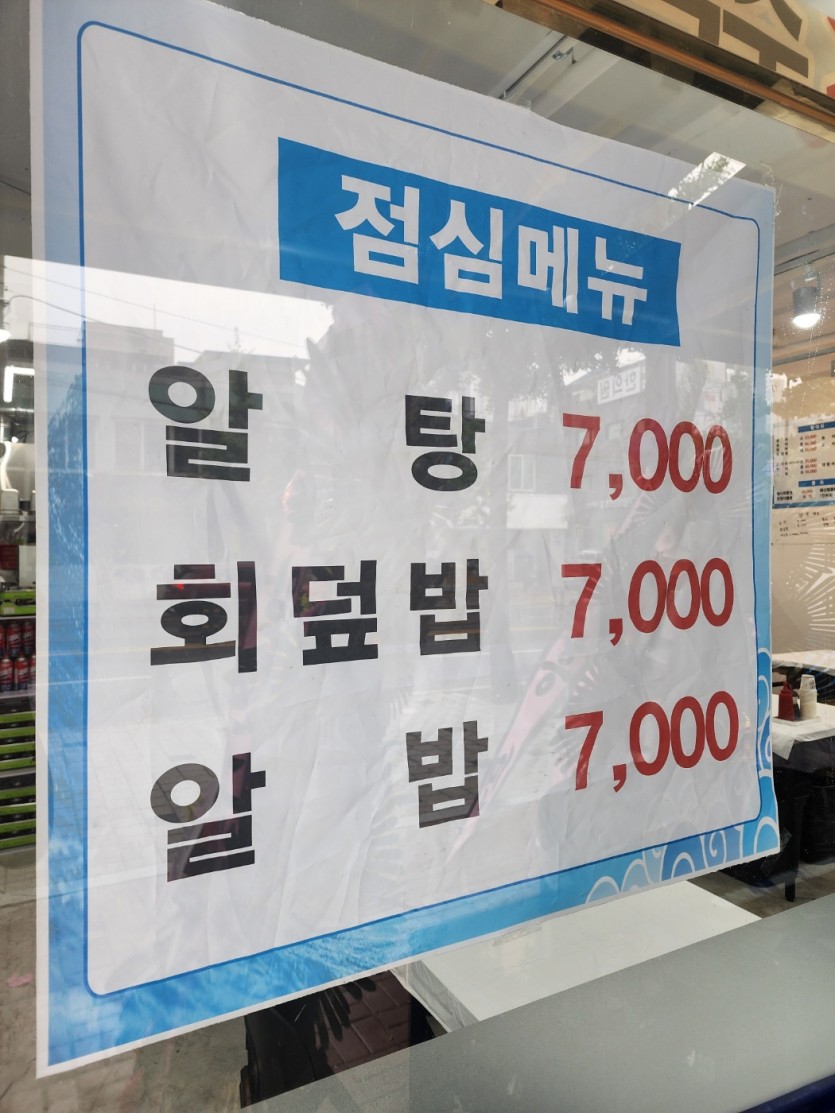 점심메뉴
알 탕 7,000
회덮밥 7,000
알 밥 7,000